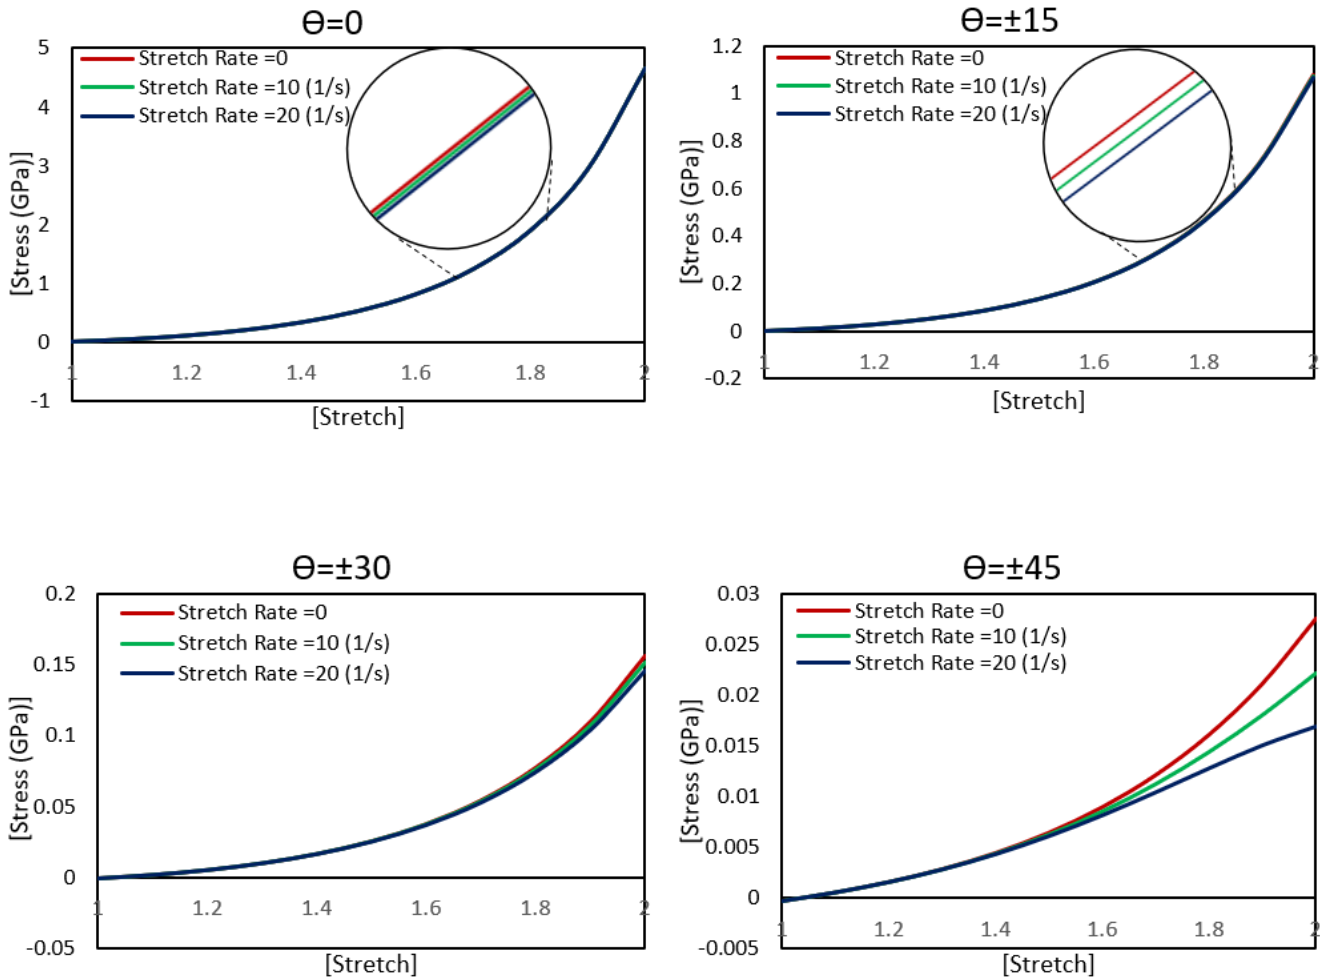 Ɵ=0
5
4
3
2
1
0
-1
[Stress (GPa)]
Stretch Rate =0
Stretch Rate =10 (1/s)
Stretch Rate =20 (1/s)
1
1.2
1.4
1.6
1.8
2
[Stretch]
Ɵ=±15
1.2
1
0.8
0.6
0.4
0.2
0
-0.2
[Stress (GPa)]
Stretch Rate =0
Stretch Rate =10 (1/s)
Stretch Rate =20 (1/s)
1
1.2
1.4
1.6
1.8
2
[Stretch]
Ɵ=±30
0.2
0.15
0.1
0.05
0
-0.05
[Stress (GPa)]
Stretch Rate =0
Stretch Rate =10 (1/s)
Stretch Rate =20 (1/s)
1
1.2
1.4
1.6
1.8
2
[Stretch]
Ɵ=±45
0.03
0.025
0.02
0.015
0.01
0.005
0
-0.005
[Stress (GPa)]
Stretch Rate =0
Stretch Rate =10 (1/s)
Stretch Rate =20 (1/s)
1
1.2
1.4
1.6
1.8
2
[Stretch]